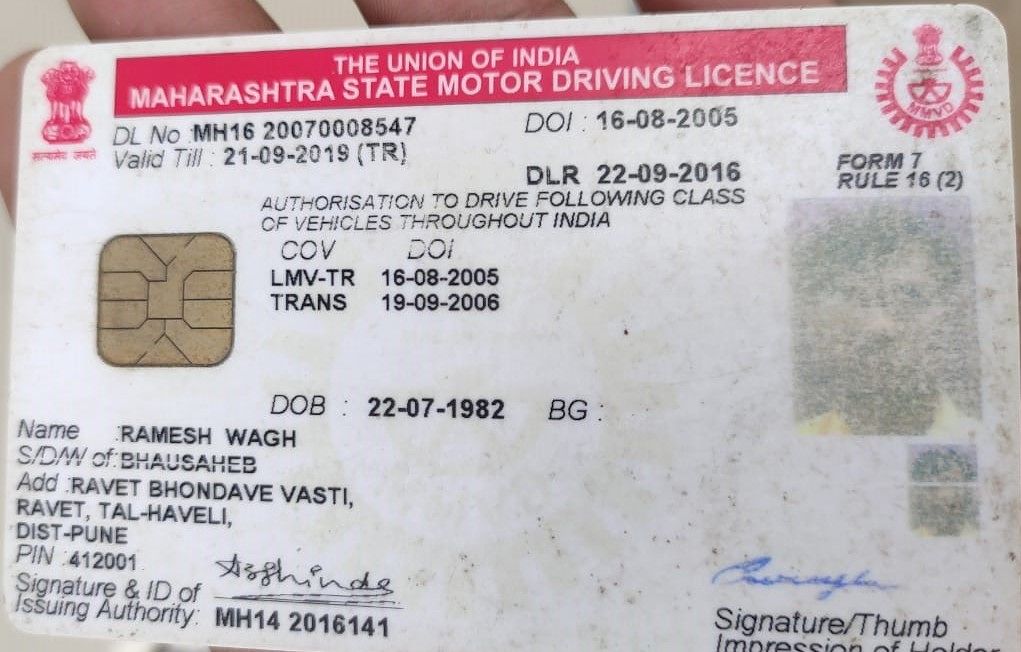 THE UNION OF INDIA
MAHARASHTRA STATE MOTOR DRIVING LICENCE
सत्यमेव जयते
MMVD
DL No :MH16 20070008547 DOI : 16-08-2005
Valid Till : 21-09-2019 (TR)
DLR 22-09-2016
FORM 7
RULE 16 (2)
AUTHORISATION TO DRIVE FOLLOWING CLASS
OF VEHICLES THROUGHOUT INDIA
COV DOI
LMV-TR 16-08-2005
TRANS 19-09-2006
DOB : 22-07-1982 BG :
Name :RAMESH WAGH
S/D/W of:BHAUSAHEB
Add :RAVET BHONDAVE VASTI,
RAVET, TAL-HAVELI,
DIST-PUNE
PIN :412001
Signature & ID of
Issuing Authority: MH14 2016141
Signature/Thumb
Impression of Holder